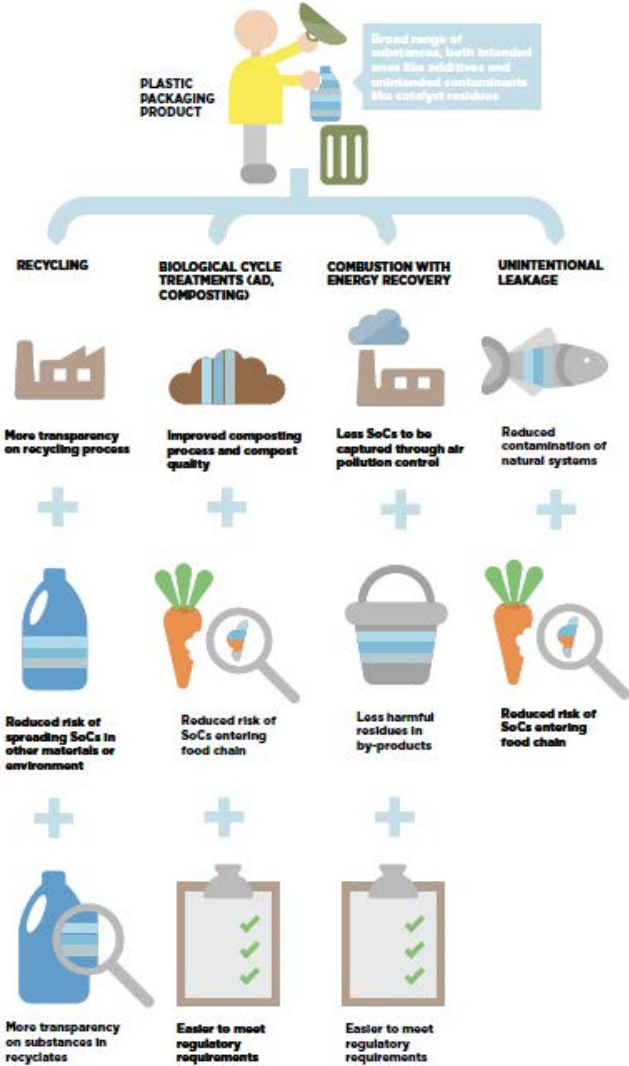 PLASTIC
PACKAGING
PRODUCT
Broad range of
substances, both intended
ones like additives and
unintended contaminants
like catalyst residues
RECYCLING
BIOLOGICAL CYCLE
TREATMENTS (AD,
COMPOSTING)
COMBUSTION WITH
ENERGY RECOVERY
UNINTENTIONAL
LEAKAGE
More transparency
on recycling process
Improved composting
process and compost
quality
Less SoCs to be
captured through air
pollution control
Reduced
contamination of
natural systems
Reduced risk of
spreading SoCs in
other materials or
environment
Reduced risk of
SoCs entering
food chain
Less harmful
residues in
by-products
Reduced risk of
SoCs entering
food chain
More transparency
on substances in
recyclates
Easier to meet
regulatory
requirements
Easier to meet
regulatory
requirements